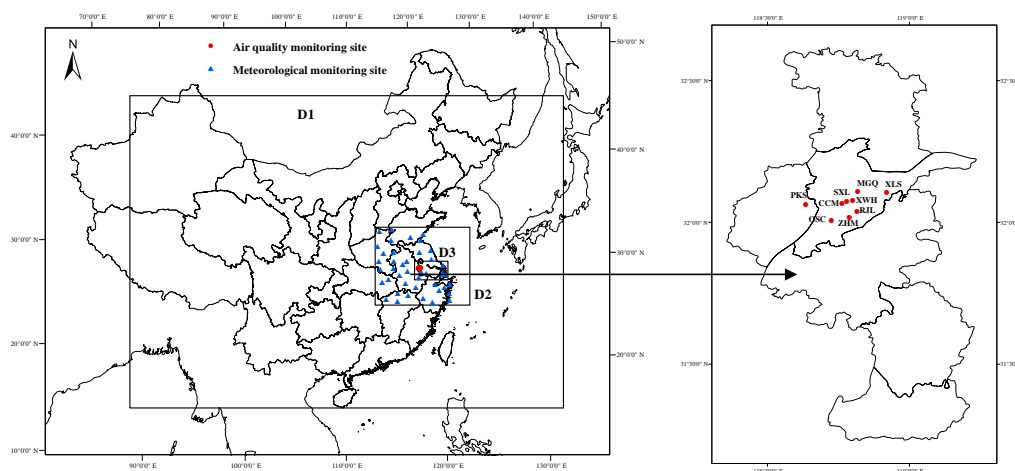 70°0'0" E 80°0'0" E 90°0'0" E 100°0'0" E 110°0'0" E 120°0'0" E 130°0'0" E 140°0'0" E 150°0'0" E
118°30'0" E 119°0'0" E
N
Air quality monitoring site
Meteorological monitoring site
50°0'0" N
D1
32°30'0" N
40°0'0" N
40°0'0" N
MGQ XLS
PKS SXL
CCM XWH
RJL
OSC ZHM
32°0'0" N
30°0'0" N
D3
30°0'0" N
D2
20°0'0" N
20°0'0" N
31°30'0" N
10°0'0" N
90°0'0" E 100°0'0" E 110°0'0" E 120°0'0" E 130°0'0" E